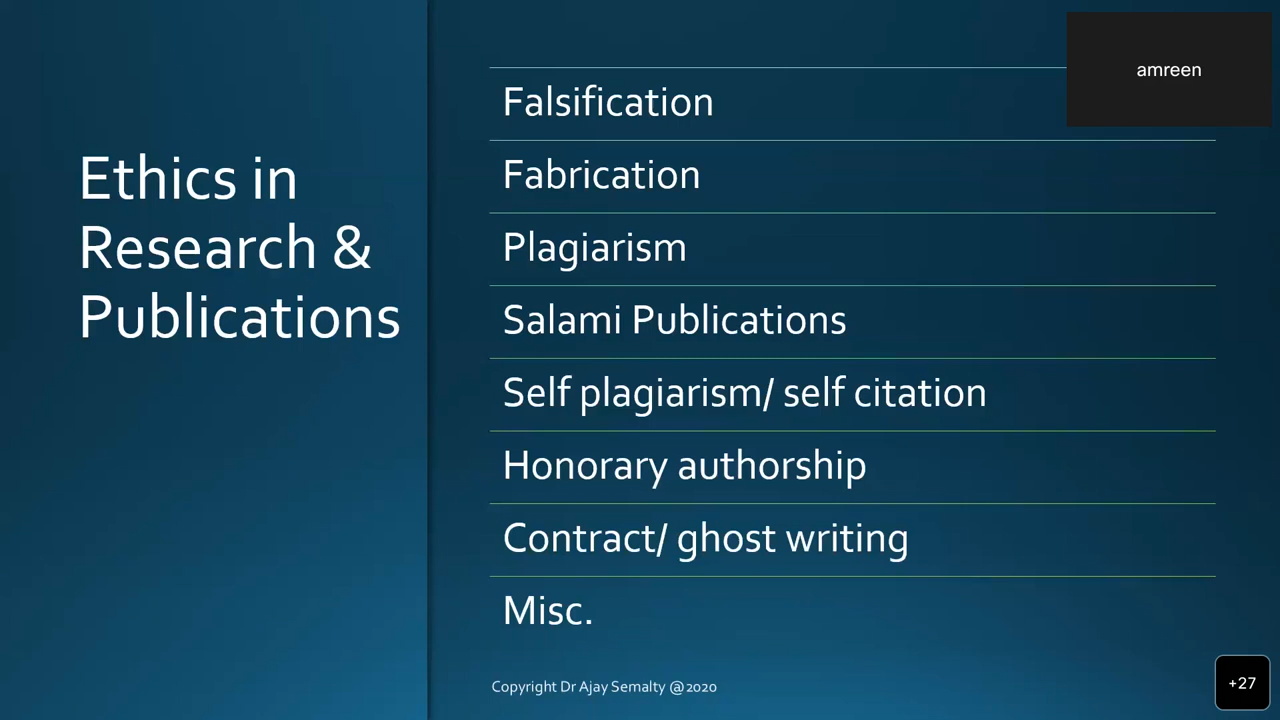 Ethics in
Research &
Publications
Falsification
Fabrication
Plagiarism
Salami Publications
Self plagiarism/ self citation
Honorary authorship
Contract/ ghost writing
Misc.
Copyright Dr Ajay Semalty @2020
amreen
+27